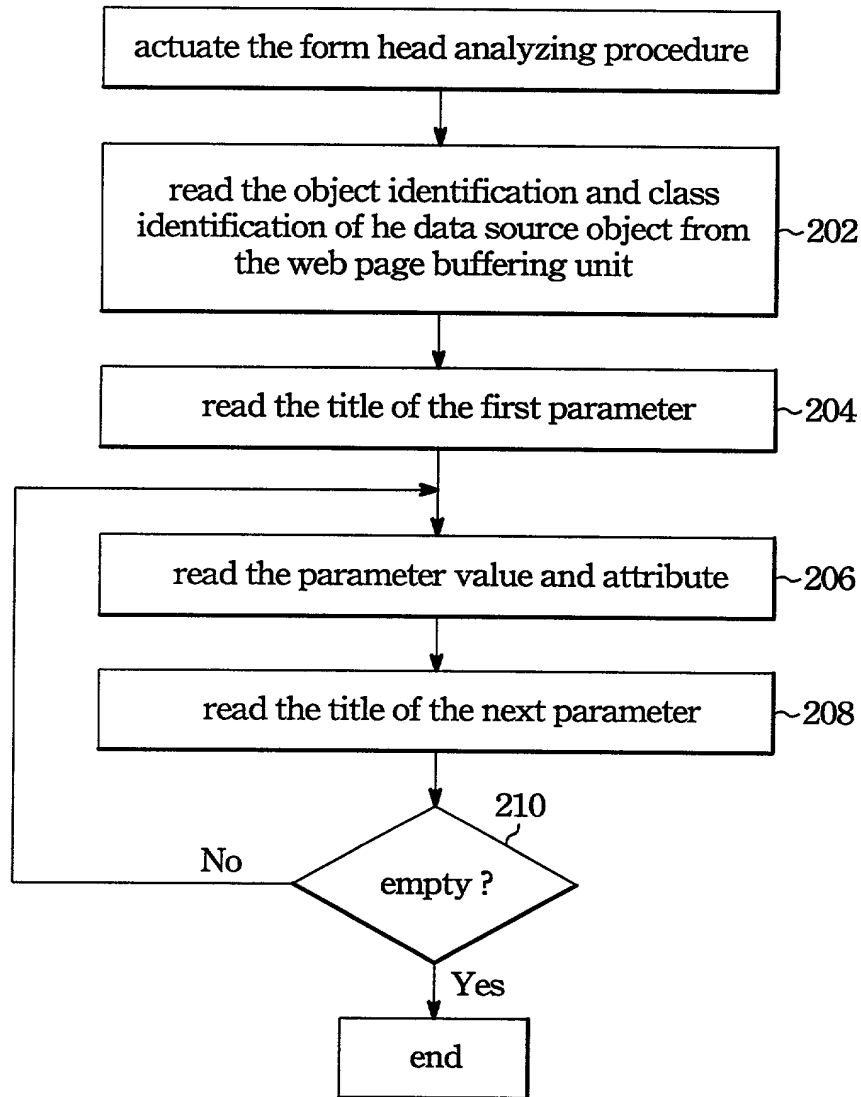 actuate the form head analyzing procedure
read the object identification and class
identification of he data source object from
the web page buffering unit
202
read the title of the first parameter
204
read the parameter value and attribute
206
read the title of the next parameter
208
210
No
empty ?
Yes
end